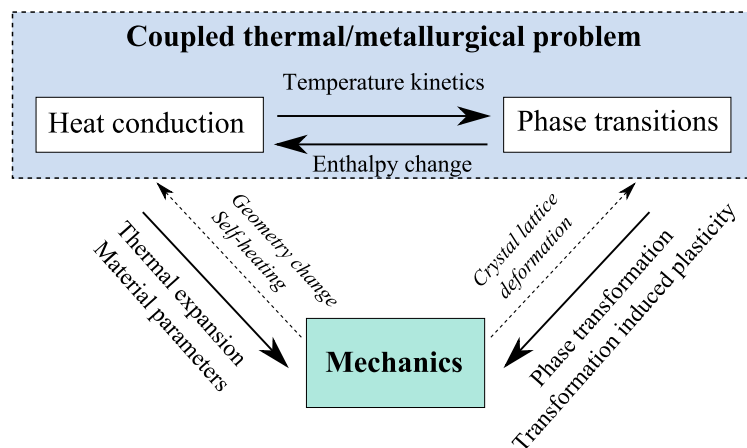 Coupled thermal/metallurgical problem
Temperature kinetics
Heat conduction
Phase transitions
Enthalpy change
Geometry change
Self-heating
Crystal lattice
deformation
Thermal expansion
Material parameters
Phase transformation
Transformation induced plasticity
Mechanics